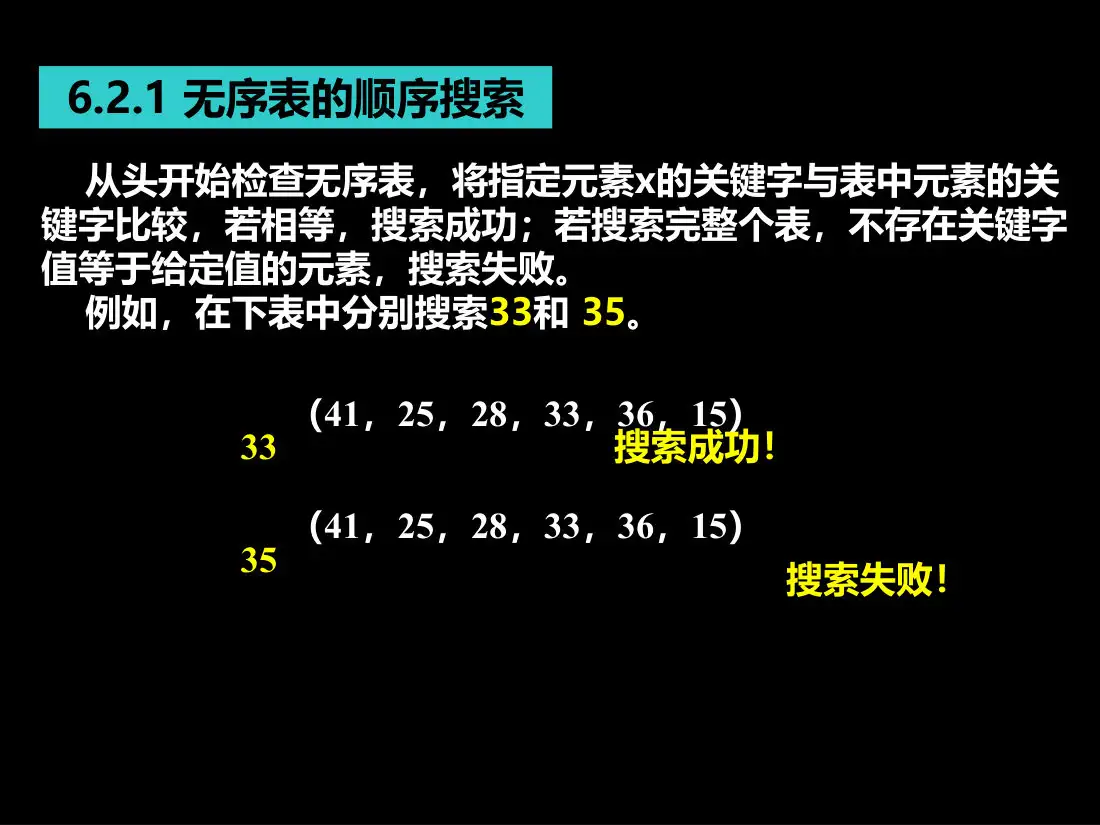 6.2.1 无序表的顺序搜索
从头开始检查无序表，将指定元素x的关键字与表中元素的关
键字比较，若相等，搜索成功；若搜索完整个表，不存在关键字
值等于给定值的元素，搜索失败。
例如，在下表中分别搜索33和 35。
（41，25，28，33，36，15）
33
搜索成功！
（41，25，28，33，36，15）
35
搜索失败！